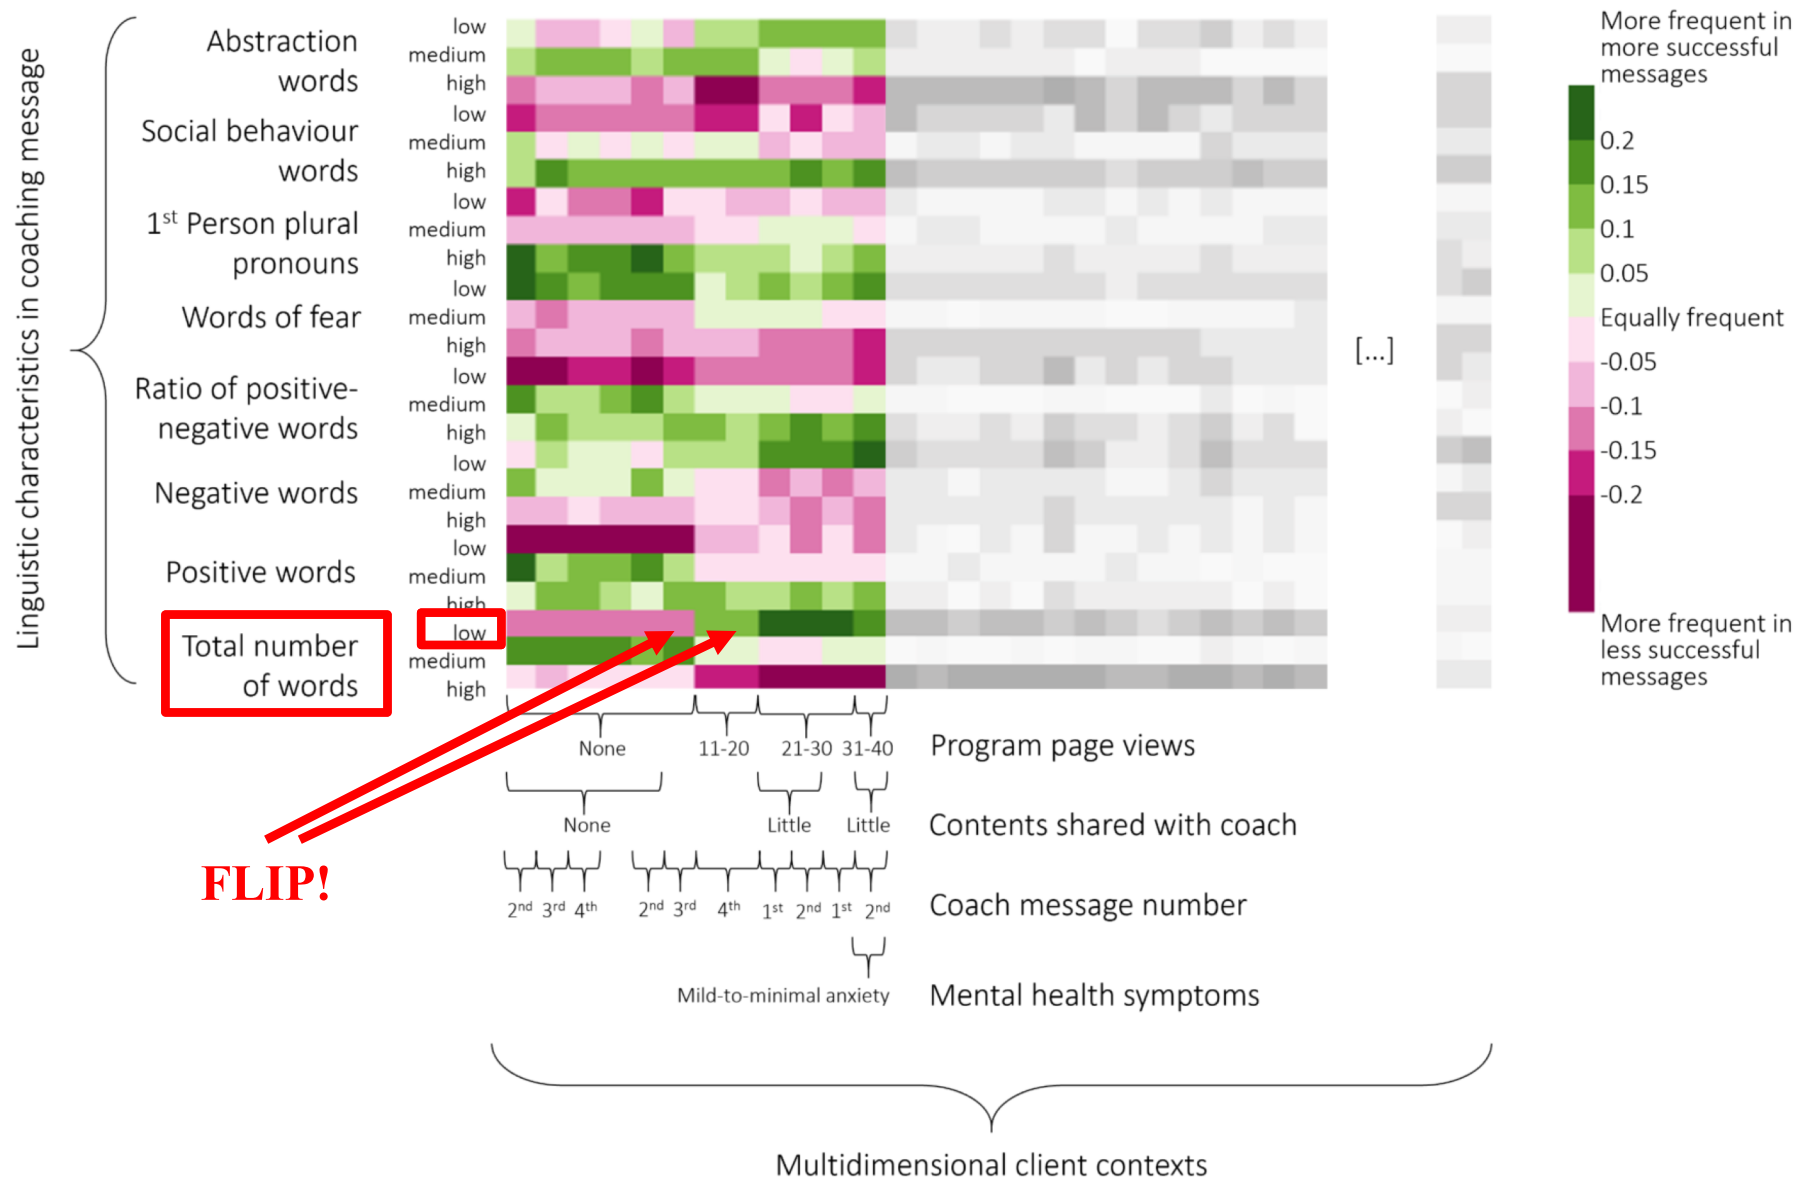 Linguistic characteristics in coaching message
Abstraction
words
low
medium
high
Social behaviour
words
low
medium
high
1st Person plural
pronouns
low
medium
high
Words of fear
low
medium
high
Ratio of positive-
negative words
low
medium
high
Negative words
low
medium
high
Positive words
low
medium
high
Total number
of words
low
medium
high
[...]
More frequent in
more successful
messages
0.2
0.15
0.1
0.05
Equally frequent
-0.05
-0.1
-0.15
-0.2
More frequent in
less successful
messages
FLIP!
None 11-20 21-30 31-40 Program page views
None Little Little Contents shared with coach
2nd 3rd 4th 2nd 3rd 4th 1st 2nd 1st 2nd Coach message number
Mild-to-minimal anxiety Mental health symptoms
Multidimensional client contexts